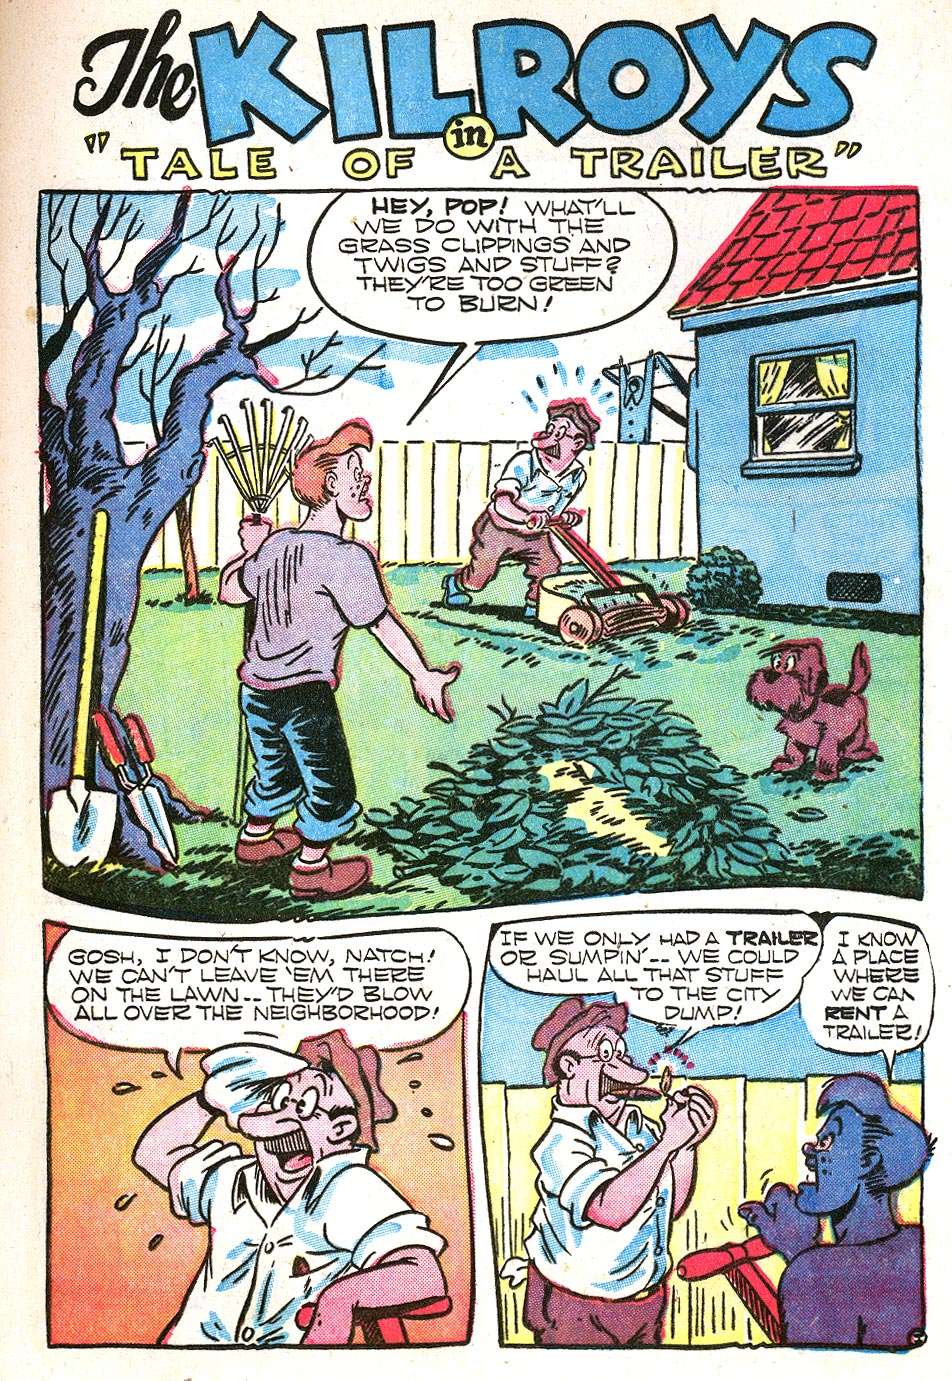 The KILROYS
in
"TALE OF A TRAILER"
HEY, POP! WHAT'LL
WE DO WITH THE
GRASS CLIPPINGS AND
TWIGS AND STUFF?
THEY'RE TOO GREEN
TO BURN!
GOSH, I DON'T KNOW, NATCH!
WE CAN'T LEAVE 'EM THERE
ON THE LAWN -- THEY'D BLOW
ALL OVER THE NEIGHBORHOOD!
IF WE ONLY HAD A TRAILER
OR SUMPIN' -- WE COULD
HAUL ALL THAT STUFF
TO THE CITY
DUMP!
I KNOW
A PLACE
WHERE
WE CAN
RENT A
TRAILER!